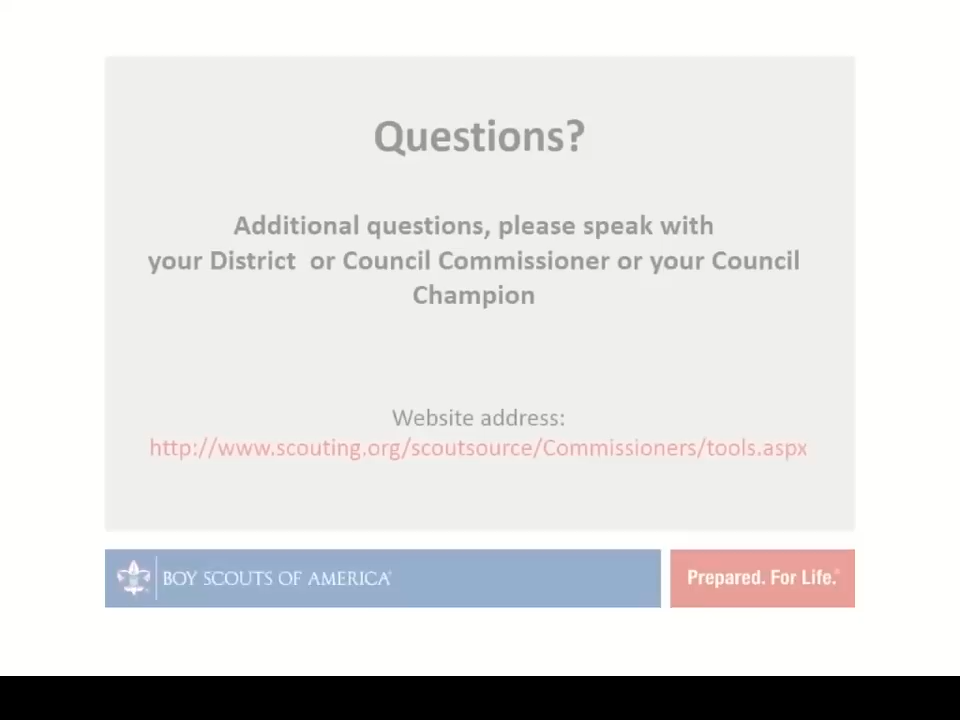 Questions?
Additional questions, please speak with
your District or Council Commissioner or your Council
Champion
Website address:
http://www.scouting.org/scoutsource/Commissioners/tools.aspx
BOY SCOUTS OF AMERICA®
Prepared. For Life.®